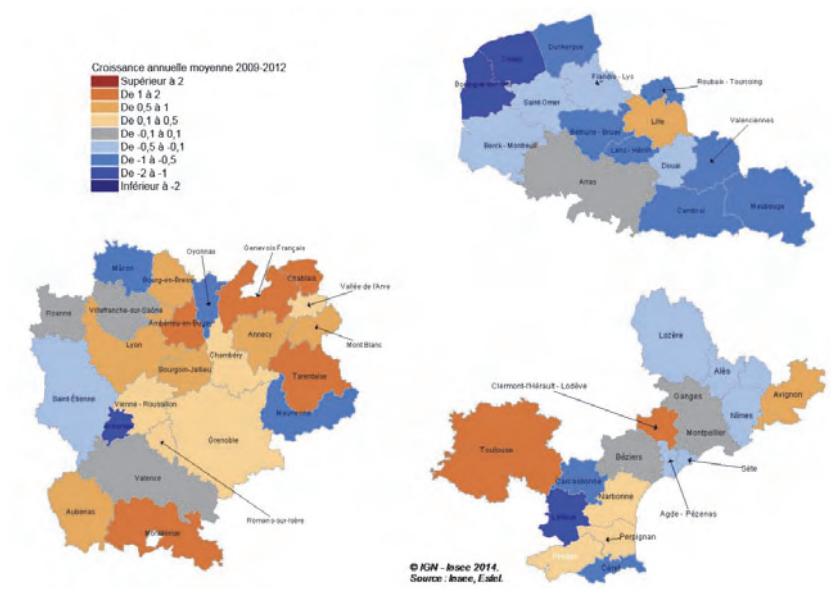 Croissance annuelle moyenne 2009-2012
Supérieur à 2
De 1 à 2
De 0,5 à 1
De 0,1 à 0,5
De -0,1 à 0,1
De -0,5 à -0,1
De -1 à -0,5
De -2 à -1
Inférieur à -2
Dunkerque
Calais
Flandre - Lys
Roubaix - Tourcoing
Saint-Omer
Lille
Valenciennes
Béthune - Bruay
Lens - Hénin
Berck - Montreuil
Douai
Arras
Cambrai
Maubeuge
Oyonnax
Genevois Français
Mâcon
Bourg-en-Bresse
Chablais
Vallée de l'Arve
Roanne
Villefranche-sur-Saône
Ambérieu-en-Bugey
Annecy
Lyon
Mont Blanc
Chambéry
Bourgoin-Jallieu
Tarentaise
Saint-Étienne
Vienne - Roussillon
Maurienne
Annonay
Grenoble
Valence
Aubenas
Romans-sur-Isère
Montélimar
Lozère
Alès
Clermont-l'Hérault - Lodève
Ganges
Avignon
Nîmes
Toulouse
Montpellier
Béziers
Sète
Carcassonne
Narbonne
Agde - Pézenas
Limoux
Perpignan
Prades
Céret
© IGN - Insee 2014.
Source : Insee, Estel.